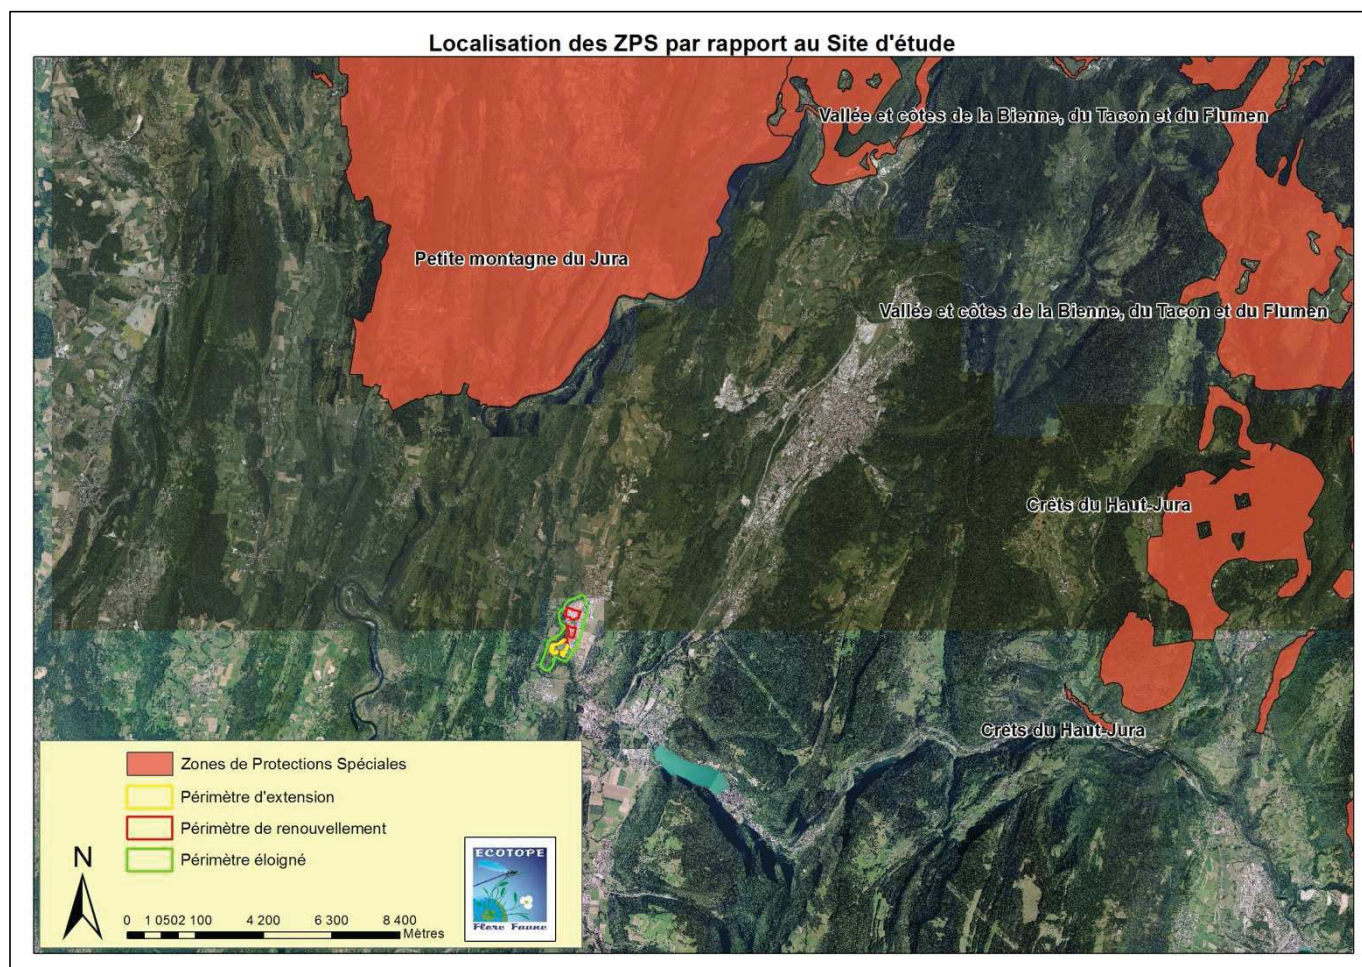 Localisation des ZPS par rapport au Site d'étude
Vallée et côtes de la Bienne, du Tacon et du Flumen
Petite montagne du Jura
Vallée et côtes de la Bienne, du Tacon et du Flumen
Crêts du Haut-Jura
Crêts du Haut-Jura
Zones de Protections Spéciales
Périmètre d'extension
Périmètre de renouvellement
Périmètre éloigné
N
ECOTOPE
Flore Faune
0 1 0502 100 4 200 6 300 8 400
Mètres